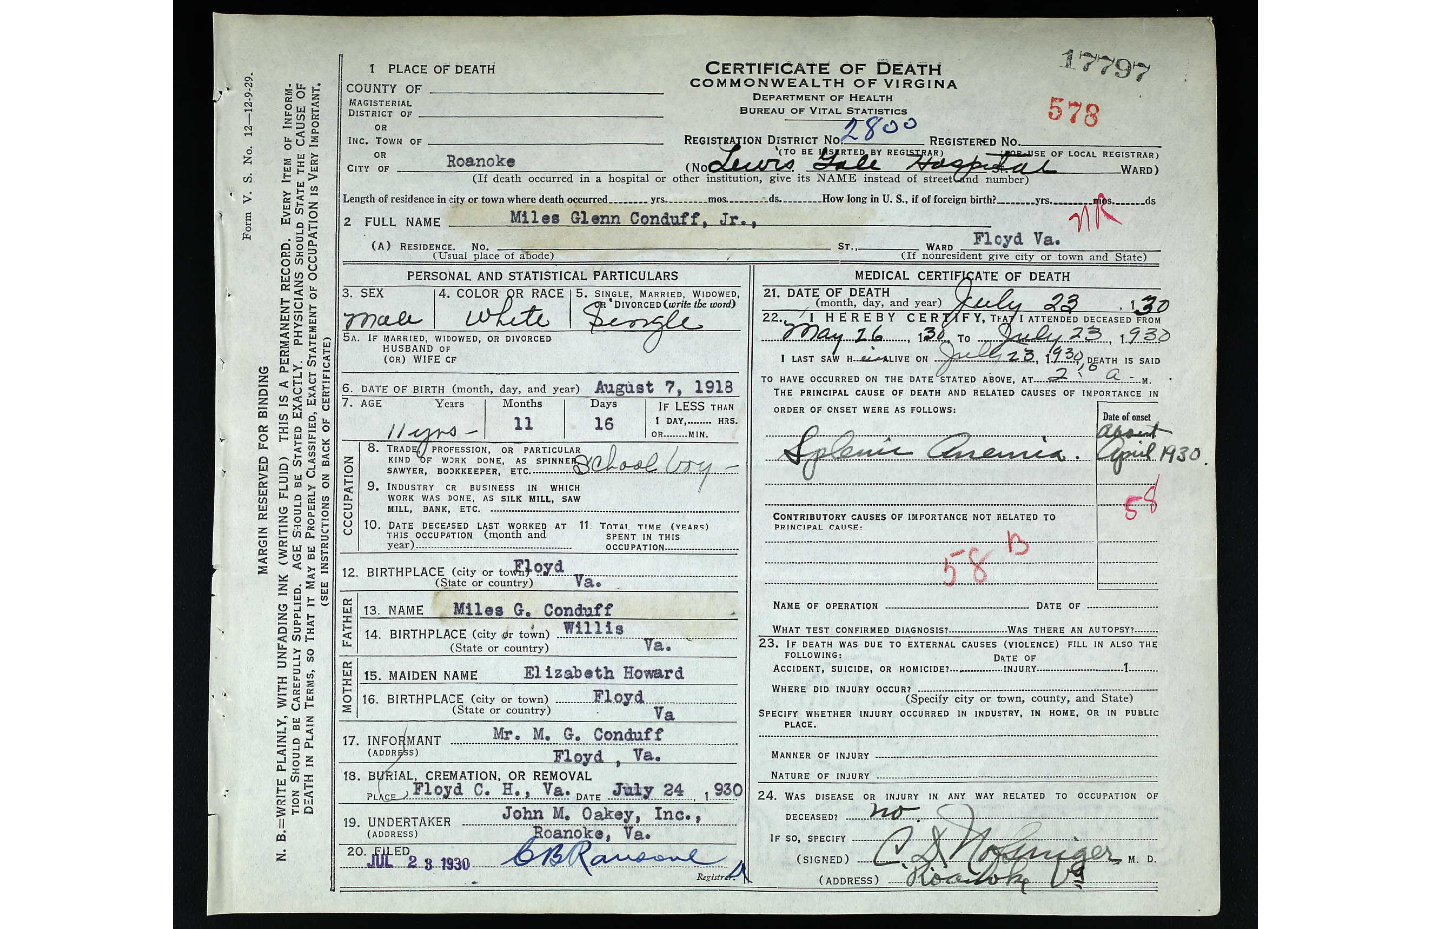 17797
578
Form V. S. No. 12—12-9-29.
MARGIN RESERVED FOR BINDING
N. B.—WRITE PLAINLY, WITH UNFADING INK (WRITING FLUID) THIS IS A PERMANENT RECORD. EVERY ITEM OF INFORM-
TION SHOULD BE CAREFULLY SUPPLIED. AGE SHOULD BE STATED EXACTLY. PHYSICIANS SHOULD STATE THE CAUSE OF
DEATH IN PLAIN TERMS, SO THAT IT MAY BE PROPERLY CLASSIFIED, EXACT STATEMENT OF OCCUPATION IS VERY IMPORTANT.
(SEE INSTRUCTIONS ON BACK OF CERTIFICATE)
1 PLACE OF DEATH
COUNTY OF
MAGISTERIAL
DISTRICT OF
OR
INC. TOWN OF
OR
CITY OF Roanoke
CERTIFICATE OF DEATH
COMMONWEALTH OF VIRGINIA
DEPARTMENT OF HEALTH
BUREAU OF VITAL STATISTICS
REGISTRATION DISTRICT NO. 2800 REGISTERED NO.
(TO BE INSERTED BY REGISTRAR) (FOR USE OF LOCAL REGISTRAR)
(No. Lewis Gale Hospital WARD)
(If death occurred in a hospital or other institution, give its NAME instead of street and number)
Length of residence in city or town where death occurred yrs. mos. ds. How long in U. S., if of foreign birth? yrs. mos. ds
NR
2 FULL NAME Miles Glenn Conduff, Jr.,
(A) RESIDENCE. No. ST., WARD Floyd Va.
(Usual place of abode) (If nonresident give city or town and State)
PERSONAL AND STATISTICAL PARTICULARS
3. SEX 4. COLOR OR RACE 5. SINGLE, MARRIED, WIDOWED,
OR DIVORCED (write the word)
male White Single
5A. IF MARRIED, WIDOWED, OR DIVORCED
HUSBAND OF
(OR) WIFE OF
6. DATE OF BIRTH (month, day, and year) August 7, 1918
7. AGE Years Months Days IF LESS THAN
1 DAY, HRS.
OR MIN.
11 yrs - 11 16
OCCUPATION
8. TRADE, PROFESSION, OR PARTICULAR
KIND OF WORK DONE, AS SPINNER,
SAWYER, BOOKKEEPER, ETC. School boy -
9. INDUSTRY OR BUSINESS IN WHICH
WORK WAS DONE, AS SILK MILL, SAW
MILL, BANK, ETC.
10. DATE DECEASED LAST WORKED AT
THIS OCCUPATION (month and
year)
11. TOTAL TIME (YEARS)
SPENT IN THIS
OCCUPATION
12. BIRTHPLACE (city or town) Floyd
(State or country) Va.
FATHER
13. NAME Miles G. Conduff
14. BIRTHPLACE (city or town) Willis
(State or country) Va.
MOTHER
15. MAIDEN NAME Elizabeth Howard
16. BIRTHPLACE (city or town) Floyd
(State or country) Va
17. INFORMANT Mr. M. G. Conduff
(ADDRESS) Floyd, Va.
18. BURIAL, CREMATION, OR REMOVAL
PLACE Floyd C. H., Va. DATE July 24, 1930
19. UNDERTAKER John M. Oakey, Inc.,
(ADDRESS) Roanoke, Va.
20. FILED
JUL 23 1930 CB Ransone
Registrar.
MEDICAL CERTIFICATE OF DEATH
21. DATE OF DEATH
(month, day, and year) July 23, 130
22. I HEREBY CERTIFY, THAT I ATTENDED DECEASED FROM
May 26, 130, TO July 23, 1930
I LAST SAW H im ALIVE ON July 23, 1930, DEATH IS SAID
TO HAVE OCCURRED ON THE DATE STATED ABOVE, AT 2:10 A M.
THE PRINCIPAL CAUSE OF DEATH AND RELATED CAUSES OF IMPORTANCE IN
ORDER OF ONSET WERE AS FOLLOWS:
Date of onset
about
Splenic Anemia. April 1930.
58
CONTRIBUTORY CAUSES OF IMPORTANCE NOT RELATED TO
PRINCIPAL CAUSE:
58 B
NAME OF OPERATION DATE OF
WHAT TEST CONFIRMED DIAGNOSIS? WAS THERE AN AUTOPSY?
23. IF DEATH WAS DUE TO EXTERNAL CAUSES (VIOLENCE) FILL IN ALSO THE
FOLLOWING:
DATE OF
ACCIDENT, SUICIDE, OR HOMICIDE? INJURY 1
WHERE DID INJURY OCCUR?
(Specify city or town, county, and State)
SPECIFY WHETHER INJURY OCCURRED IN INDUSTRY, IN HOME, OR IN PUBLIC
PLACE.
MANNER OF INJURY
NATURE OF INJURY
24. WAS DISEASE OR INJURY IN ANY WAY RELATED TO OCCUPATION OF
DECEASED? no.
IF SO, SPECIFY
(SIGNED) M. D.
(ADDRESS) Roanoke Va